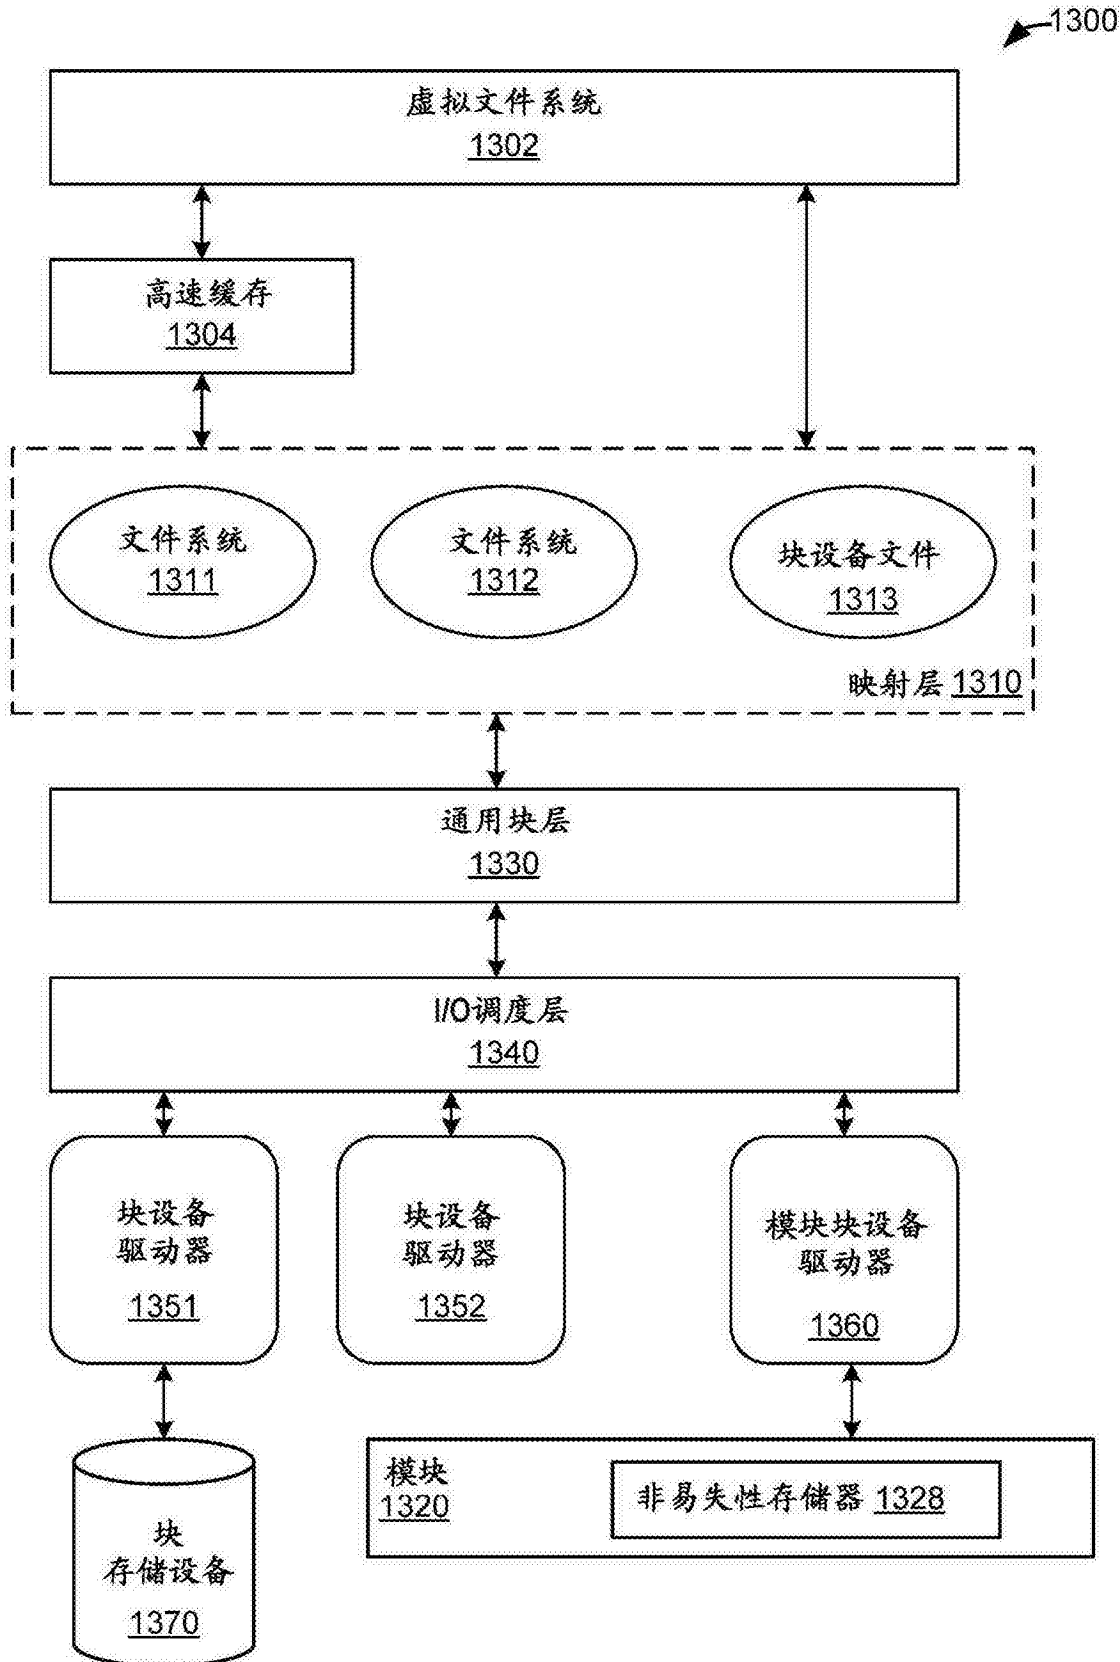 1300
虚拟文件系统
1302
高速缓存
1304
文件系统
1311
文件系统
1312
块设备文件
1313
映射层 1310
通用块层
1330
I/O调度层
1340
块设备
驱动器
1351
块设备
驱动器
1352
模块块设备
驱动器
1360
块
存储设备
1370
模块
1320
非易失性存储器 1328